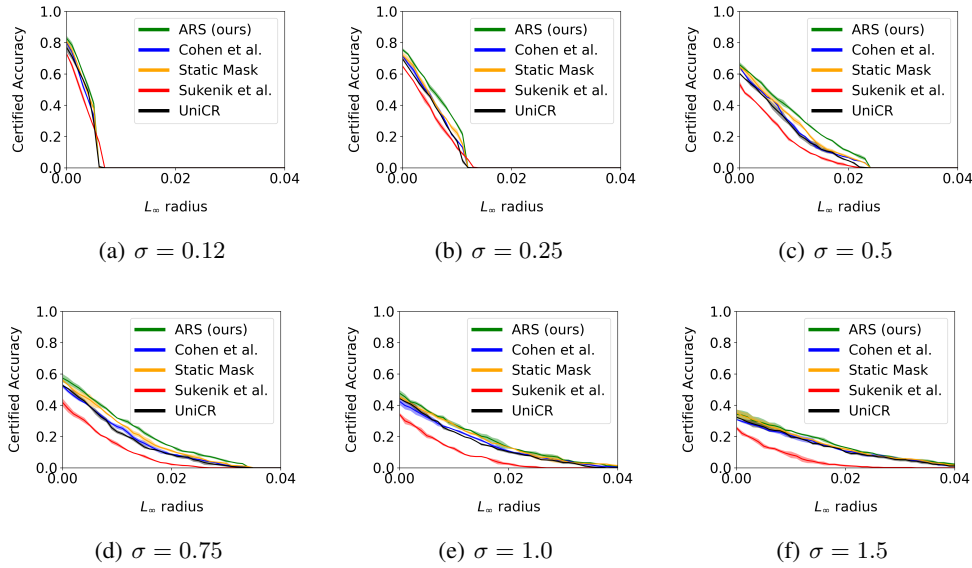 1.0
0.8
0.6
0.4
0.2
0.0
Certified Accuracy
ARS (ours)
Cohen et al.
Static Mask
Sukenik et al.
UniCR
0.00
0.02
0.04
L∞ radius
(a) σ = 0.12
1.0
0.8
0.6
0.4
0.2
0.0
Certified Accuracy
ARS (ours)
Cohen et al.
Static Mask
Sukenik et al.
UniCR
0.00
0.02
0.04
L∞ radius
(b) σ = 0.25
1.0
0.8
0.6
0.4
0.2
0.0
Certified Accuracy
ARS (ours)
Cohen et al.
Static Mask
Sukenik et al.
UniCR
0.00
0.02
0.04
L∞ radius
(c) σ = 0.5
1.0
0.8
0.6
0.4
0.2
0.0
Certified Accuracy
ARS (ours)
Cohen et al.
Static Mask
Sukenik et al.
UniCR
0.00
0.02
0.04
L∞ radius
(d) σ = 0.75
1.0
0.8
0.6
0.4
0.2
0.0
Certified Accuracy
ARS (ours)
Cohen et al.
Static Mask
Sukenik et al.
UniCR
0.00
0.02
0.04
L∞ radius
(e) σ = 1.0
1.0
0.8
0.6
0.4
0.2
0.0
Certified Accuracy
ARS (ours)
Cohen et al.
Static Mask
Sukenik et al.
UniCR
0.00
0.02
0.04
L∞ radius
(f) σ = 1.5